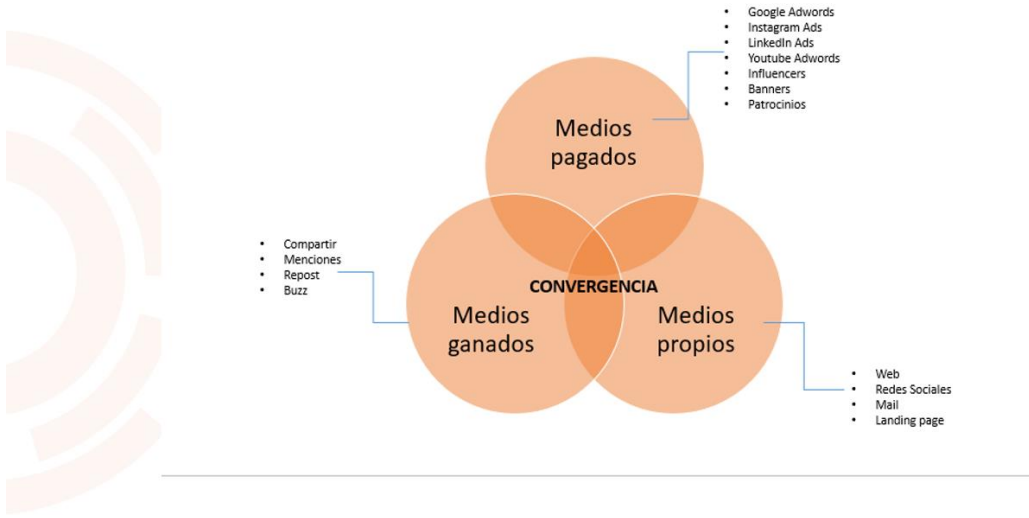 • Google Adwords
• Instagram Ads
• LinkedIn Ads
• Youtube Adwords
• Influencers
• Banners
• Patrocinios
Medios
pagados
• Compartir
• Menciones
• Repost
• Buzz
CONVERGENCIA
Medios
ganados
Medios
propios
• Web
• Redes Sociales
• Mail
• Landing page